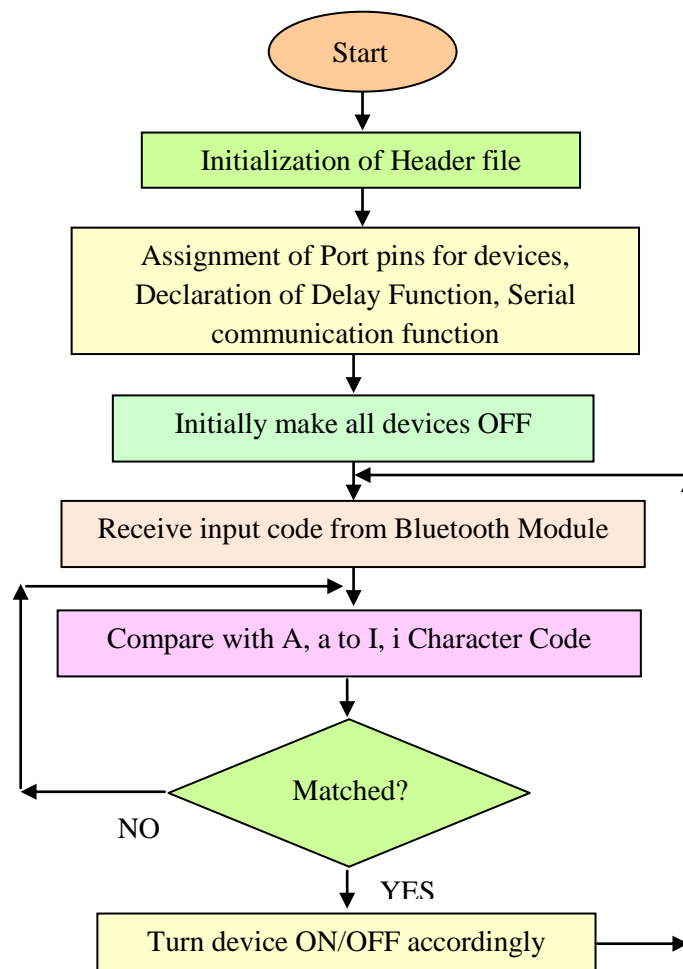 Start
Initialization of Header file
Assignment of Port pins for devices,
Declaration of Delay Function, Serial
communication function
Initially make all devices OFF
Receive input code from Bluetooth Module
Compare with A, a to I, i Character Code
Matched?
NO
YES
Turn device ON/OFF accordingly